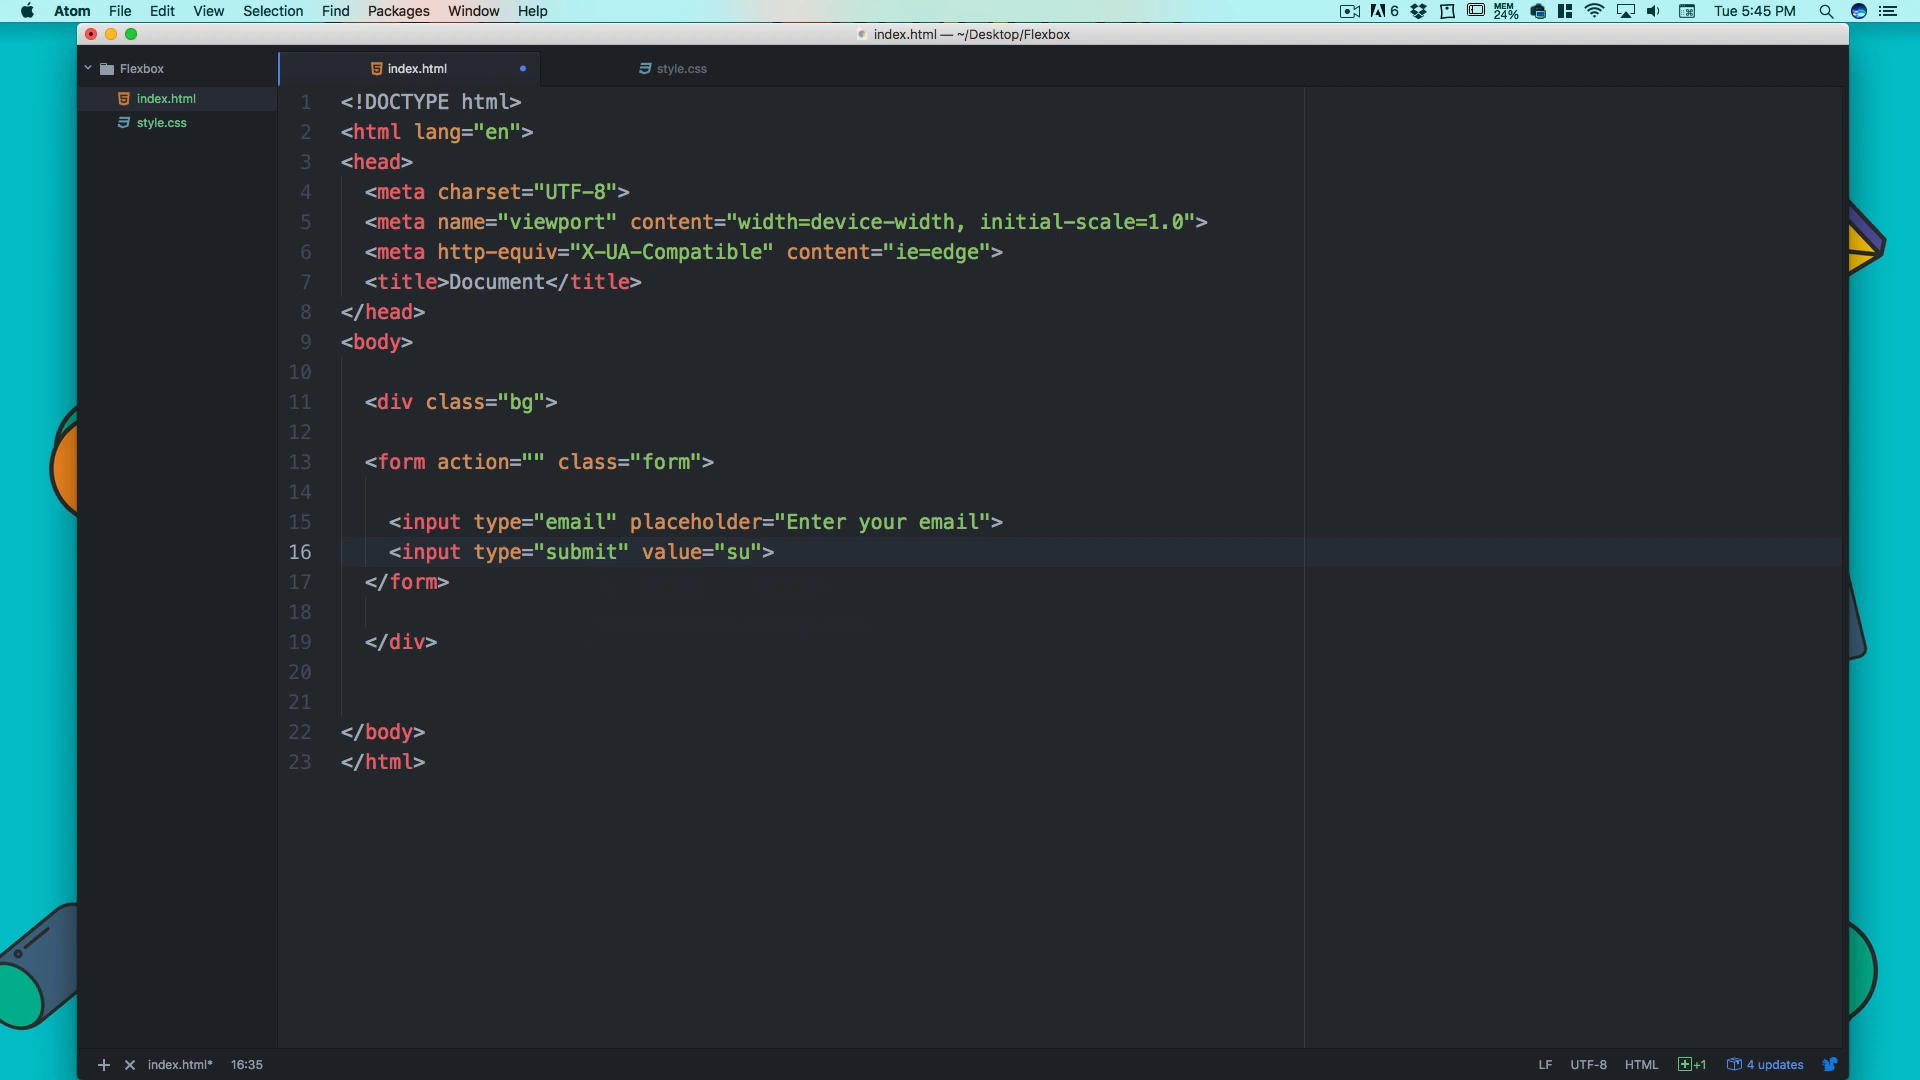 Atom File Edit View Selection Find Packages Window Help 6 MEM 24% Tue 5:45 PM
index.html — ~/Desktop/Flexbox
Flexbox
index.html
style.css
index.html
style.css
1 <!DOCTYPE html>
2 <html lang="en">
3 <head>
4 <meta charset="UTF-8">
5 <meta name="viewport" content="width=device-width, initial-scale=1.0">
6 <meta http-equiv="X-UA-Compatible" content="ie=edge">
7 <title>Document</title>
8 </head>
9 <body>
10
11 <div class="bg">
12
13 <form action="" class="form">
14
15 <input type="email" placeholder="Enter your email">
16 <input type="submit" value="su">
17 </form>
18
19 </div>
20
21
22 </body>
23 </html>
index.html* 16:35 LF UTF-8 HTML +1 4 updates